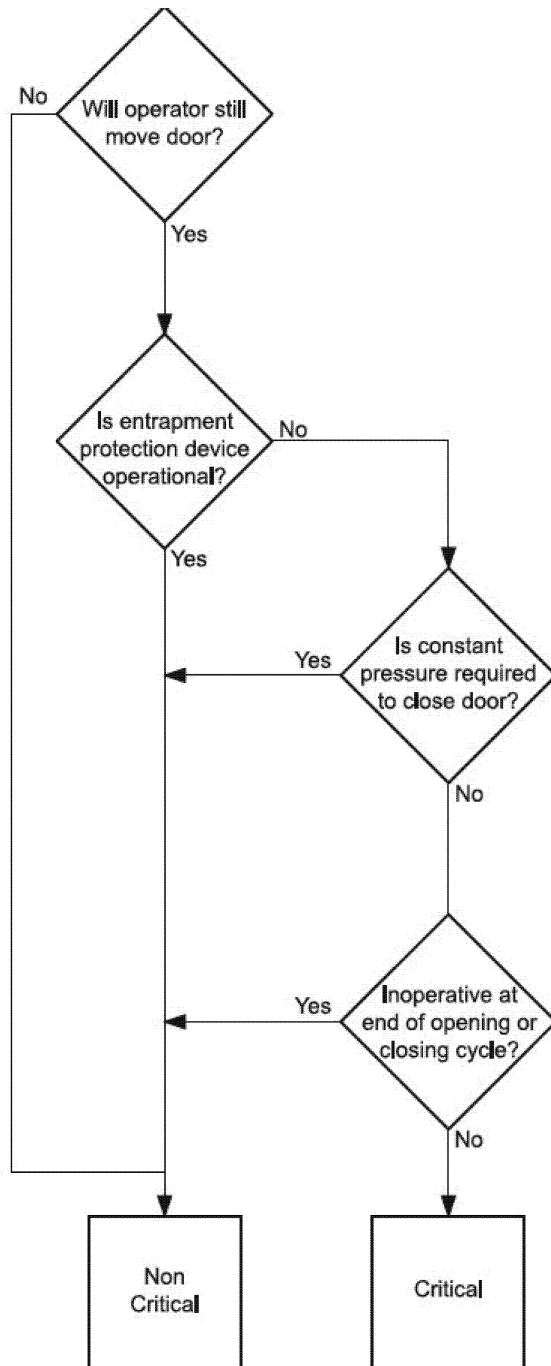 No
Will operator still
move door?
Yes
Is entrapment
protection device
operational?
No
Yes
Is constant
pressure required
to close door?
Yes
No
Inoperative at
end of opening or
closing cycle?
Yes
No
Non
Critical
Critical